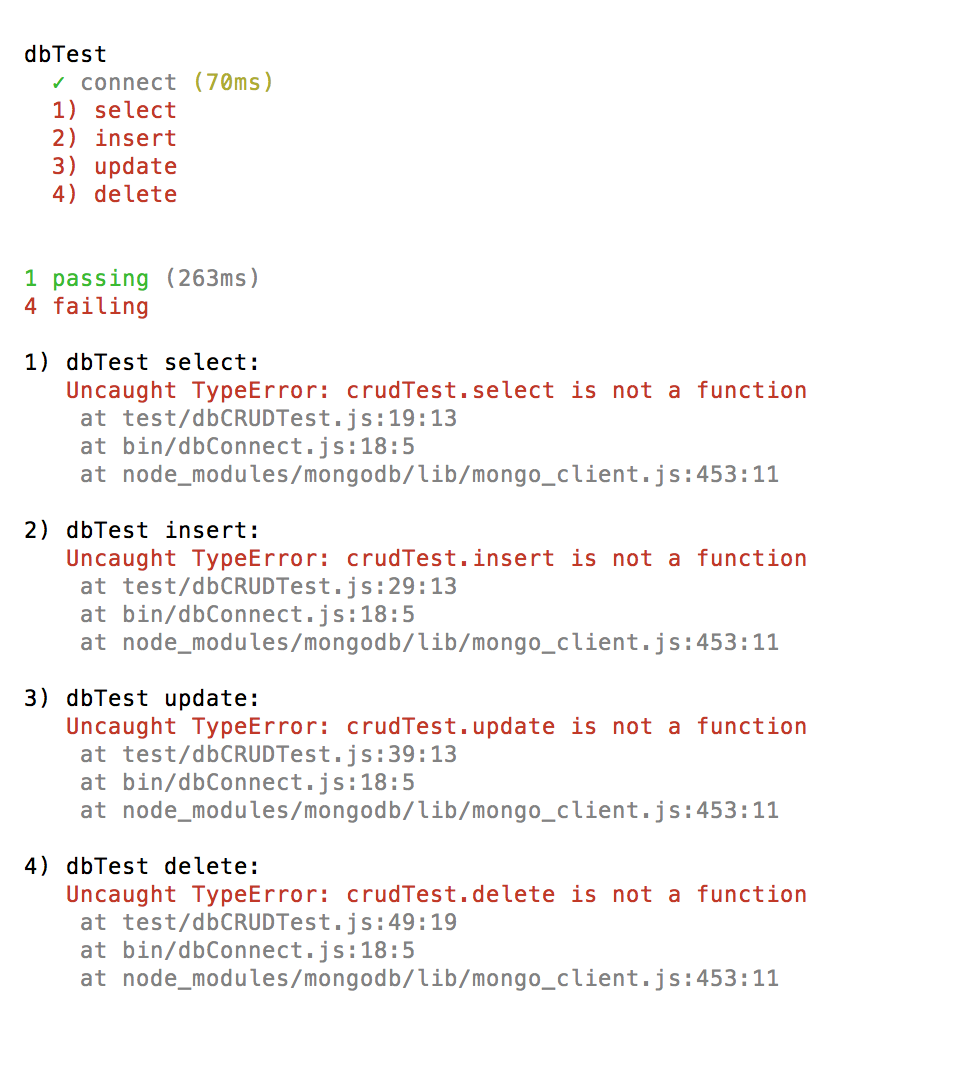 dbTest
✓ connect (70ms)
1) select
2) insert
3) update
4) delete
1 passing (263ms)
4 failing
1) dbTest select:
Uncaught TypeError: crudTest.select is not a function
at test/dbCRUDTest.js:19:13
at bin/dbConnect.js:18:5
at node_modules/mongodb/lib/mongo_client.js:453:11
2) dbTest insert:
Uncaught TypeError: crudTest.insert is not a function
at test/dbCRUDTest.js:29:13
at bin/dbConnect.js:18:5
at node_modules/mongodb/lib/mongo_client.js:453:11
3) dbTest update:
Uncaught TypeError: crudTest.update is not a function
at test/dbCRUDTest.js:39:13
at bin/dbConnect.js:18:5
at node_modules/mongodb/lib/mongo_client.js:453:11
4) dbTest delete:
Uncaught TypeError: crudTest.delete is not a function
at test/dbCRUDTest.js:49:19
at bin/dbConnect.js:18:5
at node_modules/mongodb/lib/mongo_client.js:453:11